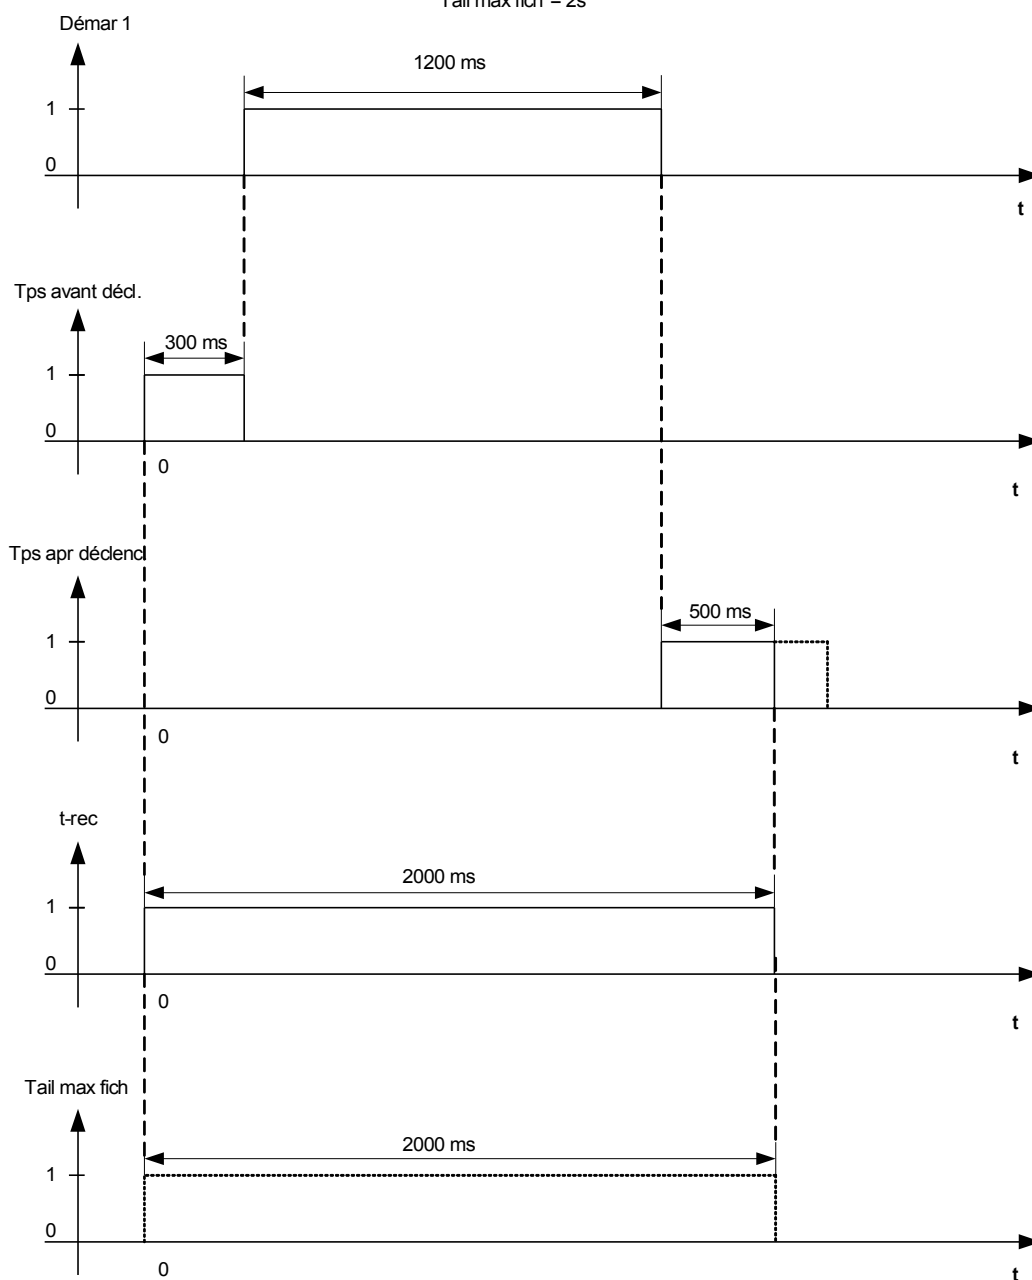 Tail max fich = 2s
Démar 1
1200 ms
1
0
t
Tps avant décl.
300 ms
1
0
0
t
Tps apr déclencl
500 ms
1
0
0
t
t-rec
2000 ms
1
0
0
t
Tail max fich
2000 ms
1
0
0
t